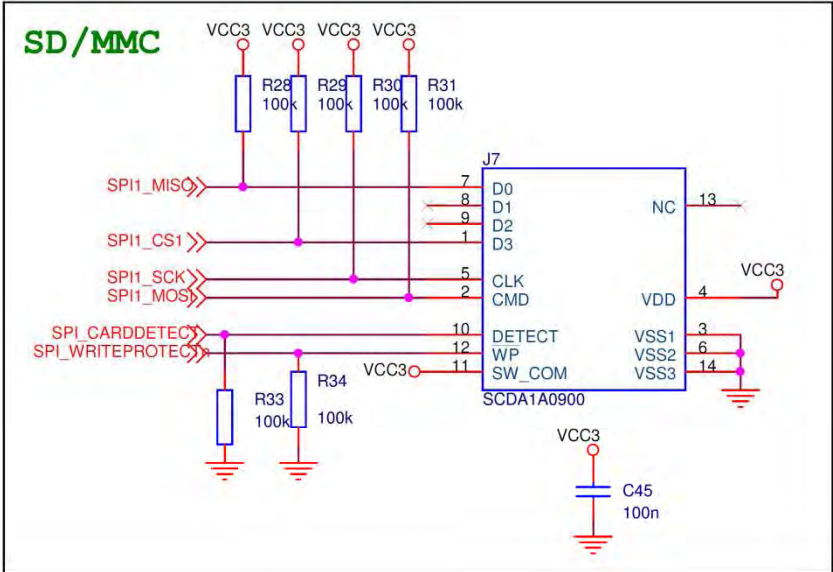 SD/MMC
VCC3 VCC3 VCC3 VCC3
R28 R29 R30 R31
100k 100k 100k 100k
J7
SPI1_MISO 7 D0
8 D1 NC 13
9 D2
SPI1_CS1 1 D3
SPI1_SCK 5 CLK VCC3
SPI1_MOSI 2 CMD VDD 4
SPI_CARDDETECT 10 DETECT VSS1 3
SPI_WRITEPROTECT 12 WP VSS2 6
VCC3 11 SW_COM VSS3 14
SCDA1A0900
R33 R34
100k 100k
VCC3
C45
100n